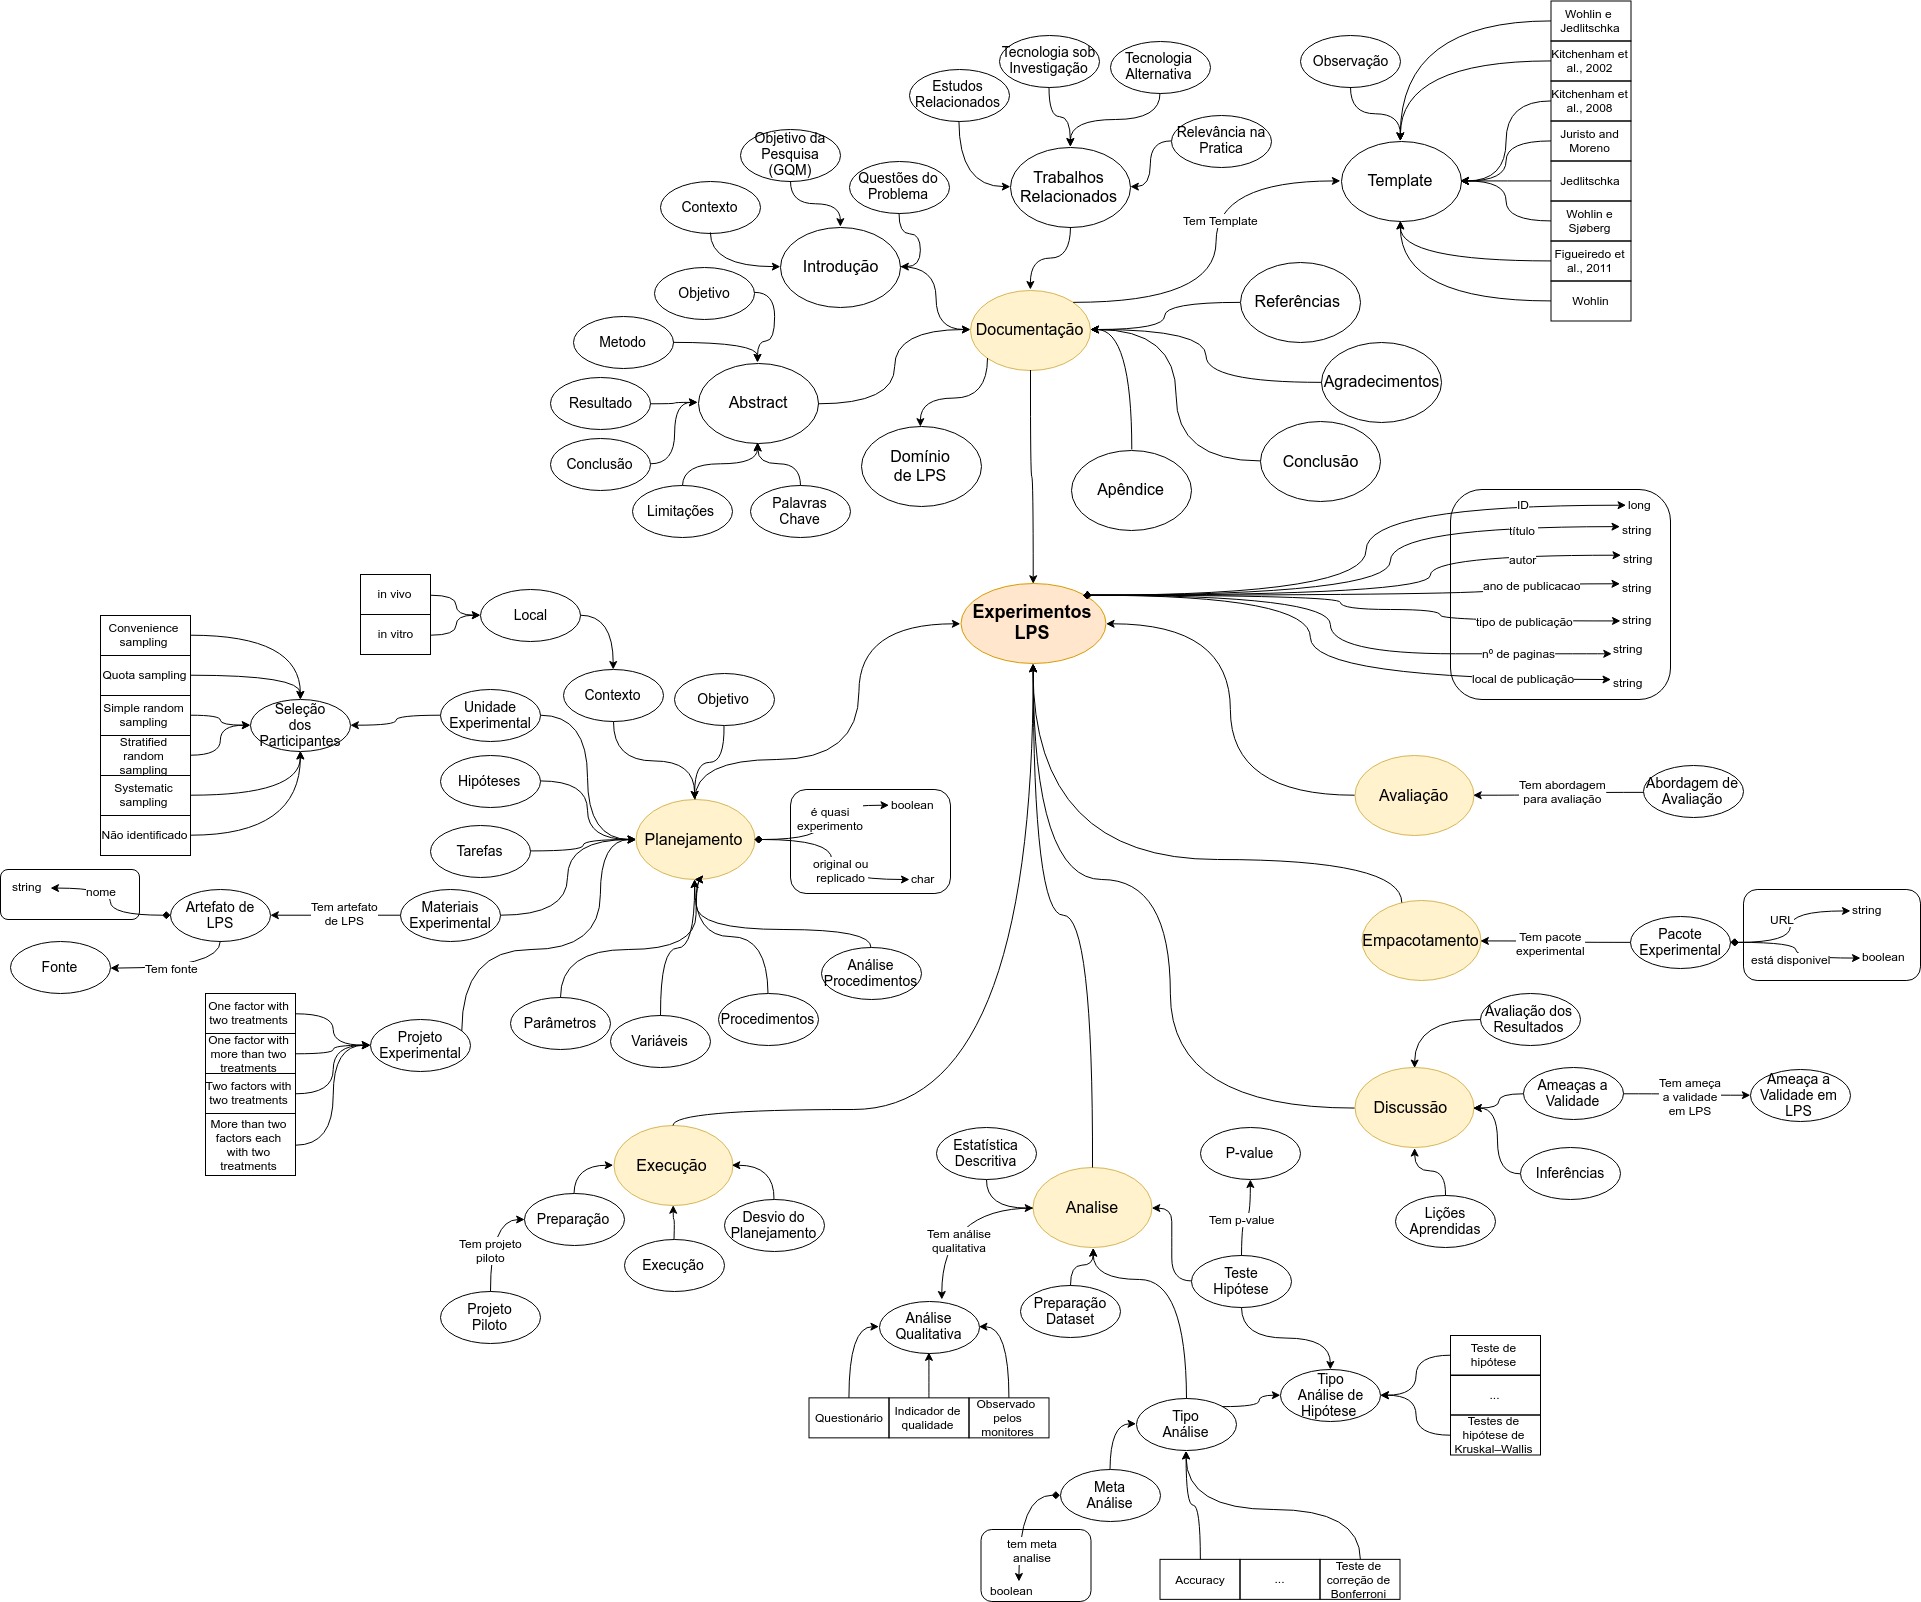 Wohlin e
Jedlitschka
Kitchenham et
al., 2002
Kitchenham et
al., 2008
Juristo and
Moreno
Jedlitschka
Wohlin e
Sjøberg
Figueiredo et
al., 2011
Wohlin
Observação
Template
Tem Template
Tecnologia sob
Investigação
Tecnologia
Alternativa
Estudos
Relacionados
Relevância na
Pratica
Trabalhos
Relacionados
Objetivo da
Pesquisa
(GQM)
Questões do
Problema
Contexto
Introdução
Objetivo
Metodo
Resultado
Conclusão
Abstract
Limitações
Palavras
Chave
Documentação
Domínio
de LPS
Referências
Agradecimentos
Conclusão
Apêndice
Experimentos
LPS
ID
long
título
string
autor
string
ano de publicacao
string
tipo de publicação
string
nº de paginas
string
local de publicação
string
in vivo
in vitro
Local
Contexto
Objetivo
Convenience
sampling
Quota sampling
Simple random
sampling
Stratified
random
sampling
Systematic
sampling
Não identificado
Seleção
dos
Participantes
Unidade
Experimental
Hipóteses
Tarefas
Planejamento
é quasi
experimento
boolean
original ou
replicado
char
string
nome
Artefato de
LPS
Tem artefato
de LPS
Materiais
Experimental
Fonte
Tem fonte
One factor with
two treatments
One factor with
more than two
treatments
Two factors with
two treatments
More than two
factors each
with two
treatments
Projeto
Experimental
Parâmetros
Variáveis
Procedimentos
Análise
Procedimentos
Avaliação
Tem abordagem
para avaliação
Abordagem de
Avaliação
Empacotamento
Tem pacote
experimental
Pacote
Experimental
URL
string
está disponivel
boolean
Avaliação dos
Resultados
Discussão
Ameaças a
Validade
Tem ameça
a validade
em LPS
Ameaça a
Validade em
LPS
Inferências
Lições
Aprendidas
Execução
Preparação
Tem projeto
piloto
Projeto
Piloto
Execução
Desvio do
Planejamento
Estatística
Descritiva
Analise
Tem análise
qualitativa
Análise
Qualitativa
Questionário
Indicador de
qualidade
Observado
pelos
monitores
Preparação
Dataset
P-value
Tem p-value
Teste
Hipótese
Tipo
Análise de
Hipótese
Teste de
hipótese
...
Testes de
hipótese de
Kruskal–Wallis
Tipo
Análise
Meta
Análise
tem meta
analise
boolean
Accuracy
...
Teste de
correção de
Bonferroni